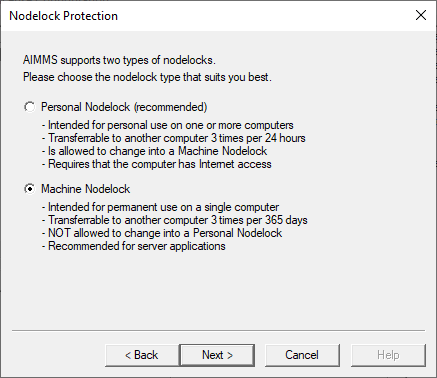 Nodelock Protection
AIMMS supports two types of nodelocks.
Please choose the nodelock type that suits you best.
Personal Nodelock (recommended)
- Intended for personal use on one or more computers
- Transferrable to another computer 3 times per 24 hours
- Is allowed to change into a Machine Nodelock
- Requires that the computer has Internet access
Machine Nodelock
- Intended for permanent use on a single computer
- Transferrable to another computer 3 times per 365 days
- NOT allowed to change into a Personal Nodelock
- Recommended for server applications
< Back Next > Cancel Help